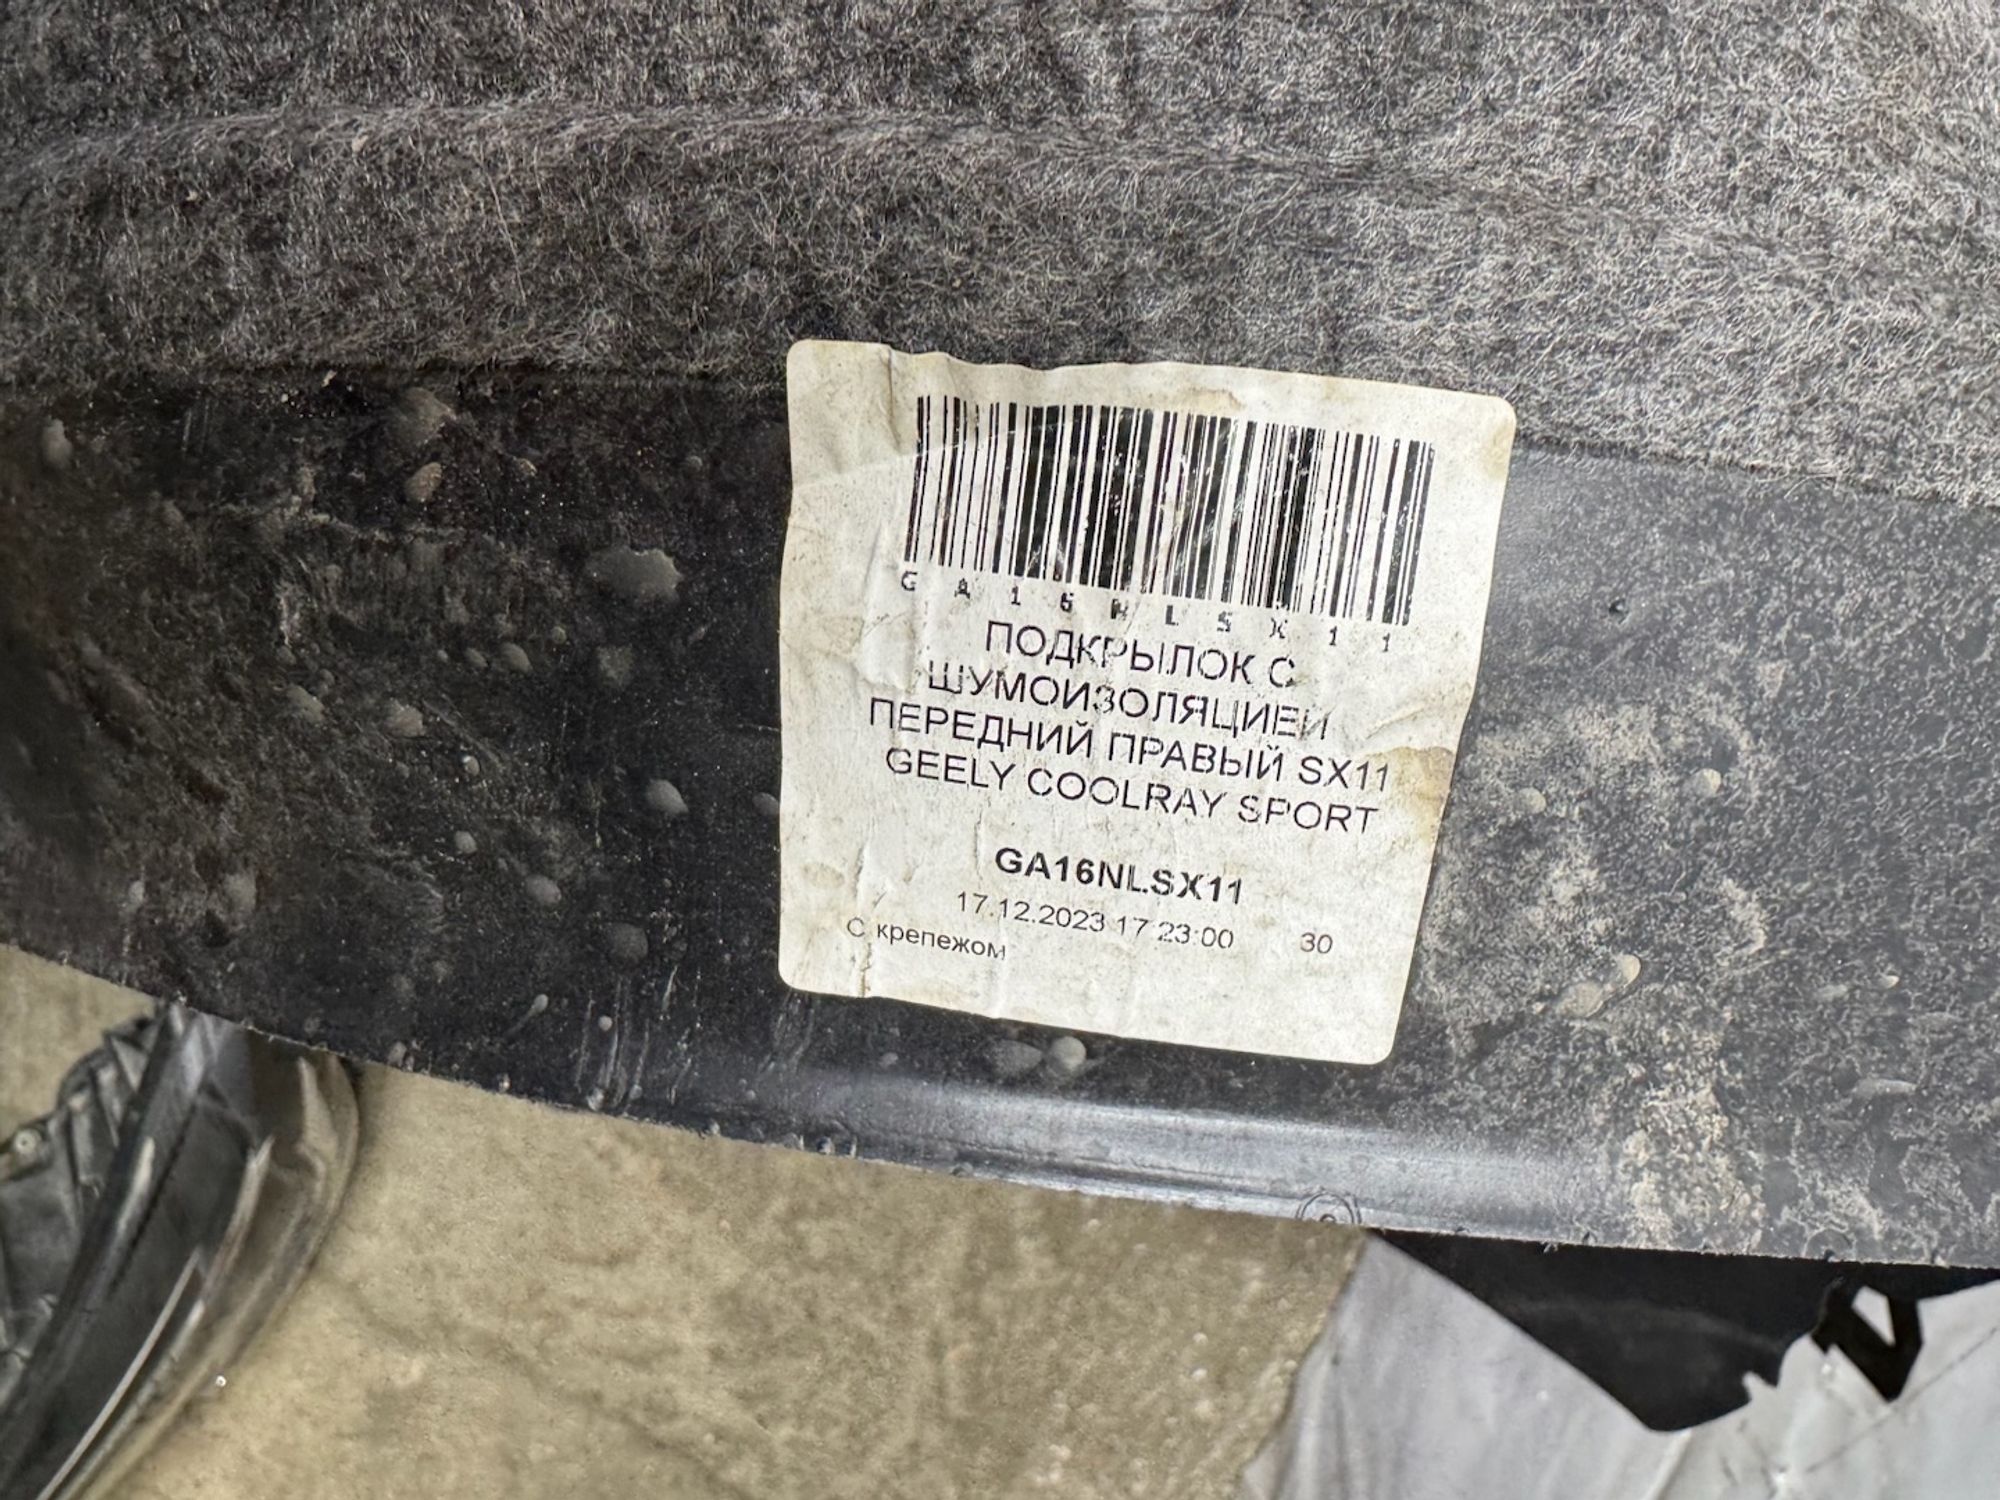 GA16NLSX11
ПОДКРЫЛОК С
ШУМОИЗОЛЯЦИЕЙ
ПЕРЕДНИЙ ПРАВЫЙ SX11
GEELY COOLRAY SPORT
GA16NLSX11
17.12.2023 17:23:00 30
С крепежом